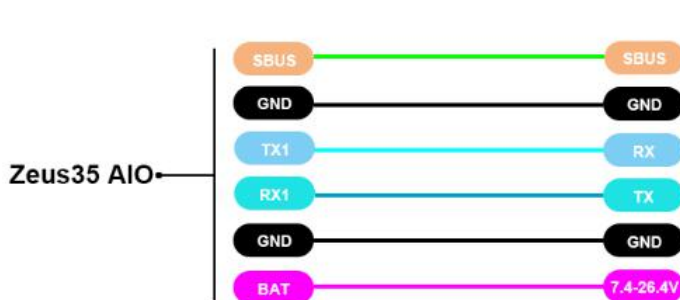 SBUS SBUS
GND GND
TX1 RX
Zeus35 AIO
RX1 TX
GND GND
BAT 7.4-26.4V